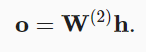 𝐨 = 𝐖⁽²⁾𝐡.